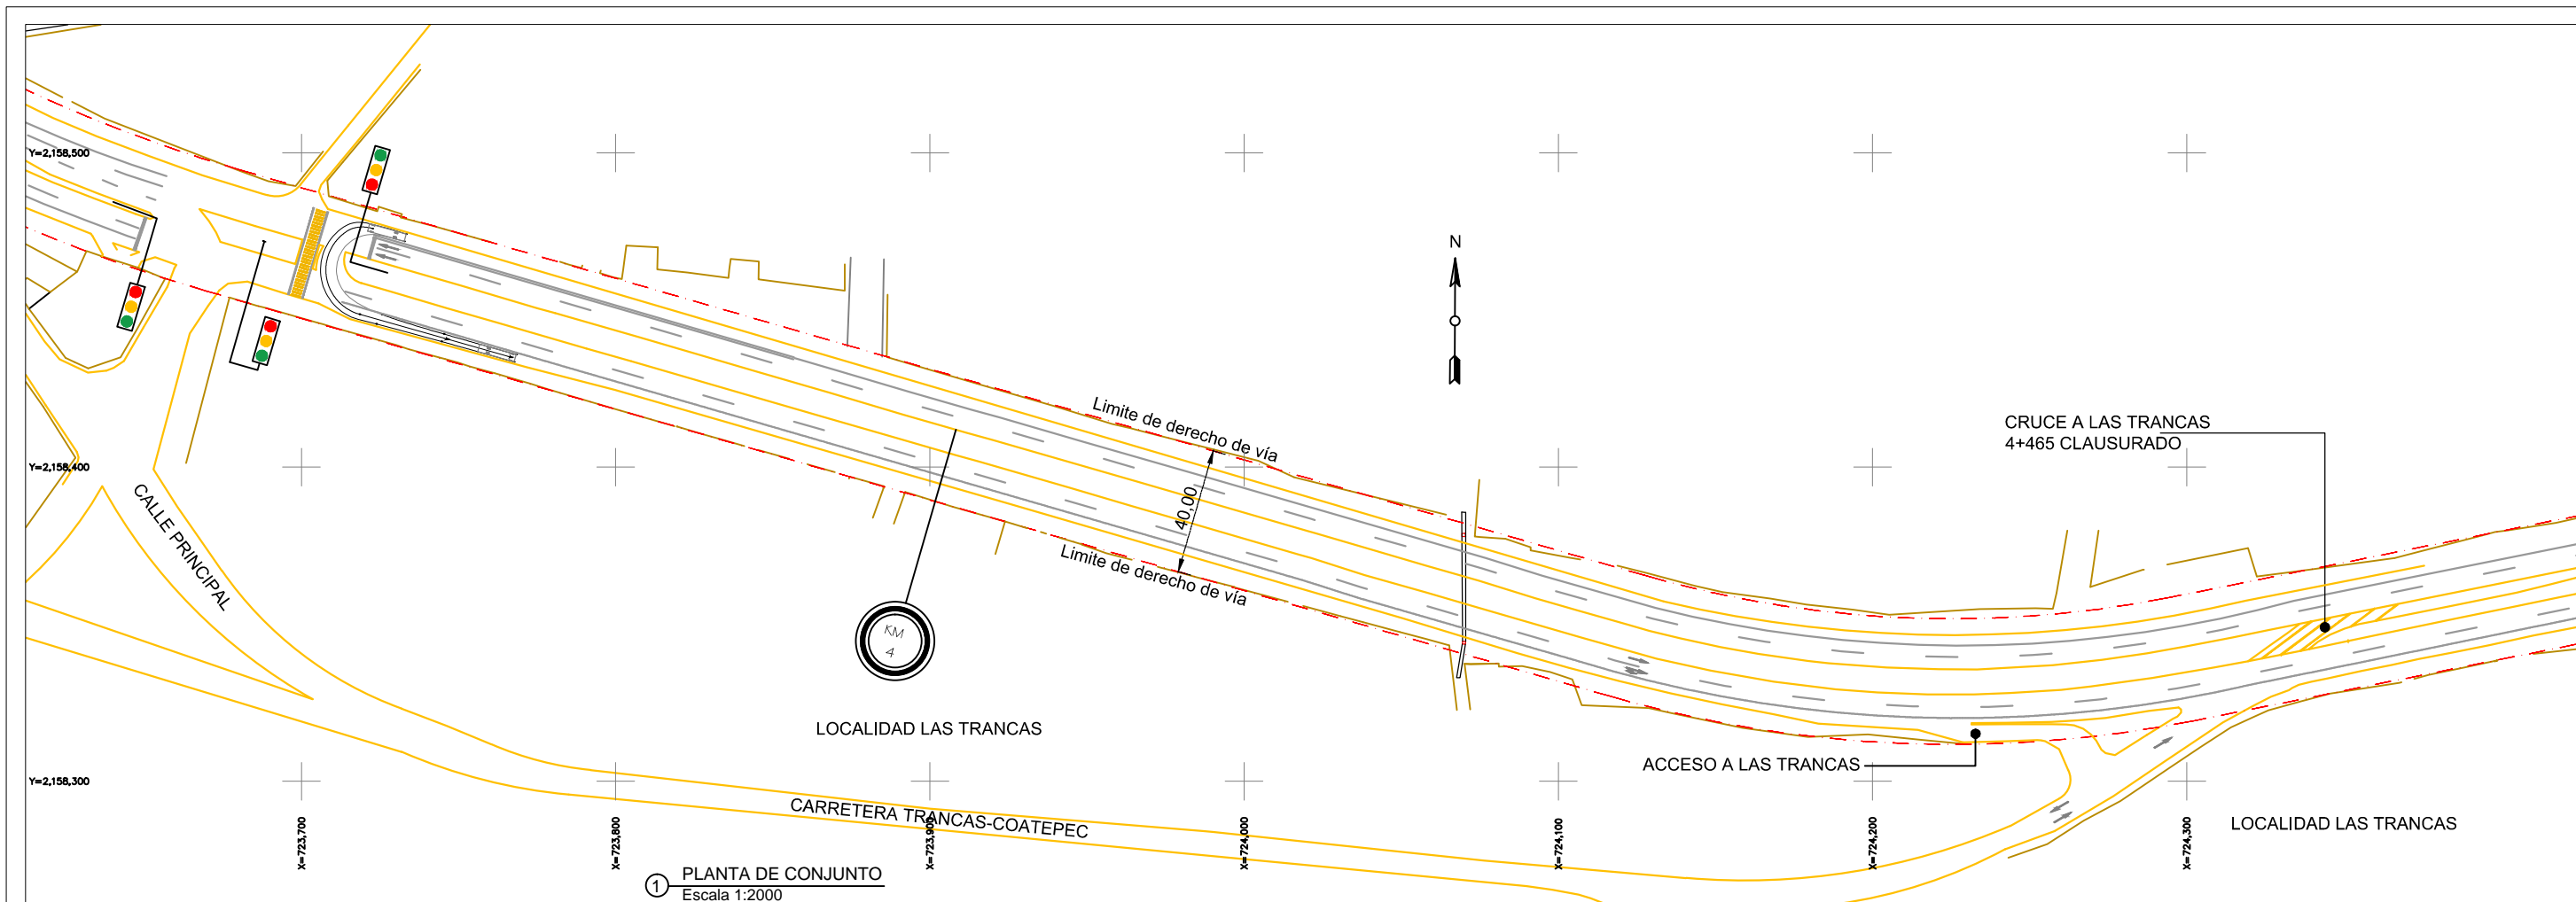 Y=2,158,500
N
Limite de derecho de vía
CRUCE A LAS TRANCAS
4+465 CLAUSURADO
Y=2,158,400
40,00
CALLE PRINCIPAL
Limite de derecho de vía
KM
4
LOCALIDAD LAS TRANCAS
ACCESO A LAS TRANCAS
Y=2,158,300
CARRETERA TRANCAS-COATEPEC
LOCALIDAD LAS TRANCAS
X=723,700
X=723,800
X=723,900
X=724,000
X=724,100
X=724,200
X=724,300
1
PLANTA DE CONJUNTO
Escala 1:2000